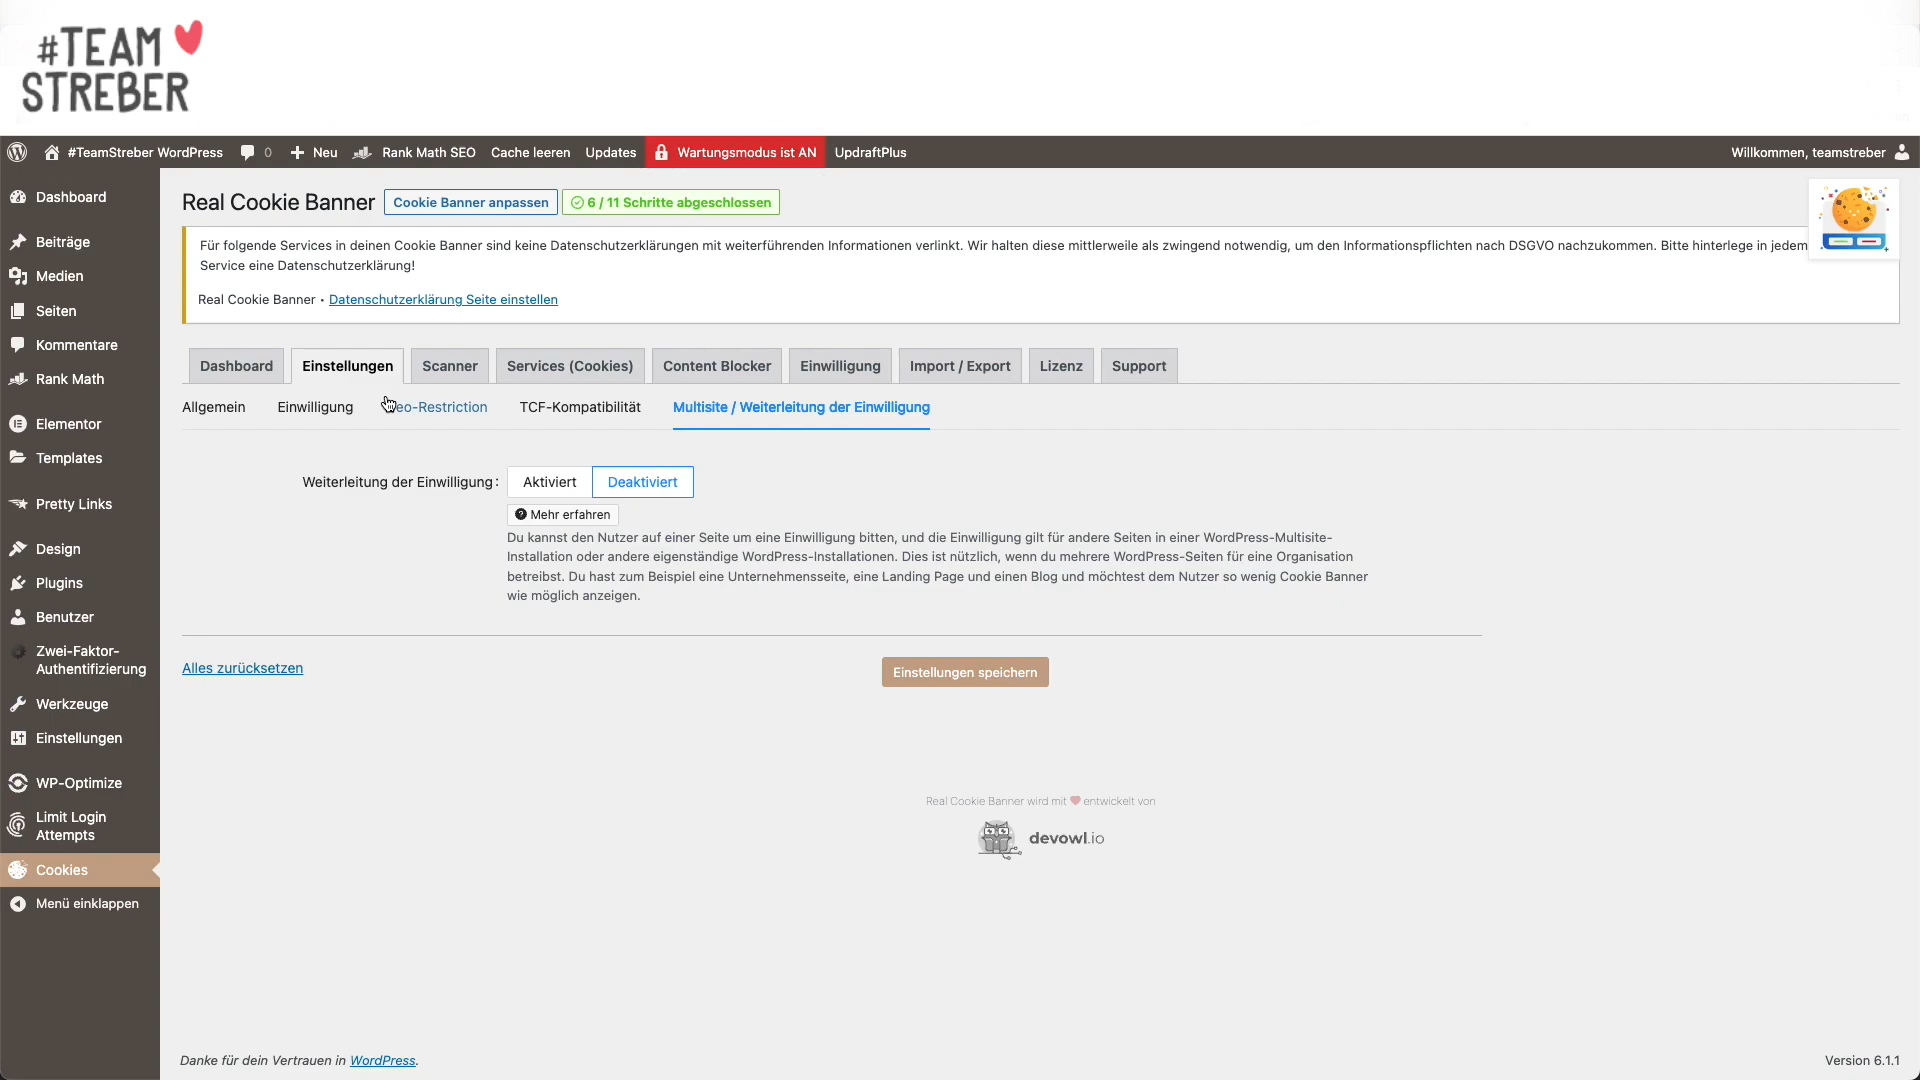 #TEAM
STREBER
#TeamStreber WordPress 0 Neu Rank Math SEO Cache leeren Updates Wartungsmodus ist AN UpdraftPlus Willkommen, teamstreber
Dashboard
Beiträge
Medien
Seiten
Kommentare
Rank Math
Elementor
Templates
Pretty Links
Design
Plugins
Benutzer
Zwei-Faktor-
Authentifizierung
Werkzeuge
Einstellungen
WP-Optimize
Limit Login
Attempts
Cookies
Menü einklappen
Real Cookie Banner Cookie Banner anpassen 6 / 11 Schritte abgeschlossen
Für folgende Services in deinen Cookie Banner sind keine Datenschutzerklärungen mit weiterführenden Informationen verlinkt. Wir halten diese mittlerweile als zwingend notwendig, um den Informationspflichten nach DSGVO nachzukommen. Bitte hinterlege in jedem
Service eine Datenschutzerklärung!
Real Cookie Banner • Datenschutzerklärung Seite einstellen
Dashboard Einstellungen Scanner Services (Cookies) Content Blocker Einwilligung Import / Export Lizenz Support
Allgemein Einwilligung eo-Restriction TCF-Kompatibilität Multisite / Weiterleitung der Einwilligung
Weiterleitung der Einwilligung: Aktiviert Deaktiviert
Mehr erfahren
Du kannst den Nutzer auf einer Seite um eine Einwilligung bitten, und die Einwilligung gilt für andere Seiten in einer WordPress-Multisite-
Installation oder andere eigenständige WordPress-Installationen. Dies ist nützlich, wenn du mehrere WordPress-Seiten für eine Organisation
betreibst. Du hast zum Beispiel eine Unternehmensseite, eine Landing Page und einen Blog und möchtest dem Nutzer so wenig Cookie Banner
wie möglich anzeigen.
Alles zurücksetzen Einstellungen speichern
Real Cookie Banner wird mit entwickelt von
devowl.io
Danke für dein Vertrauen in WordPress. Version 6.1.1